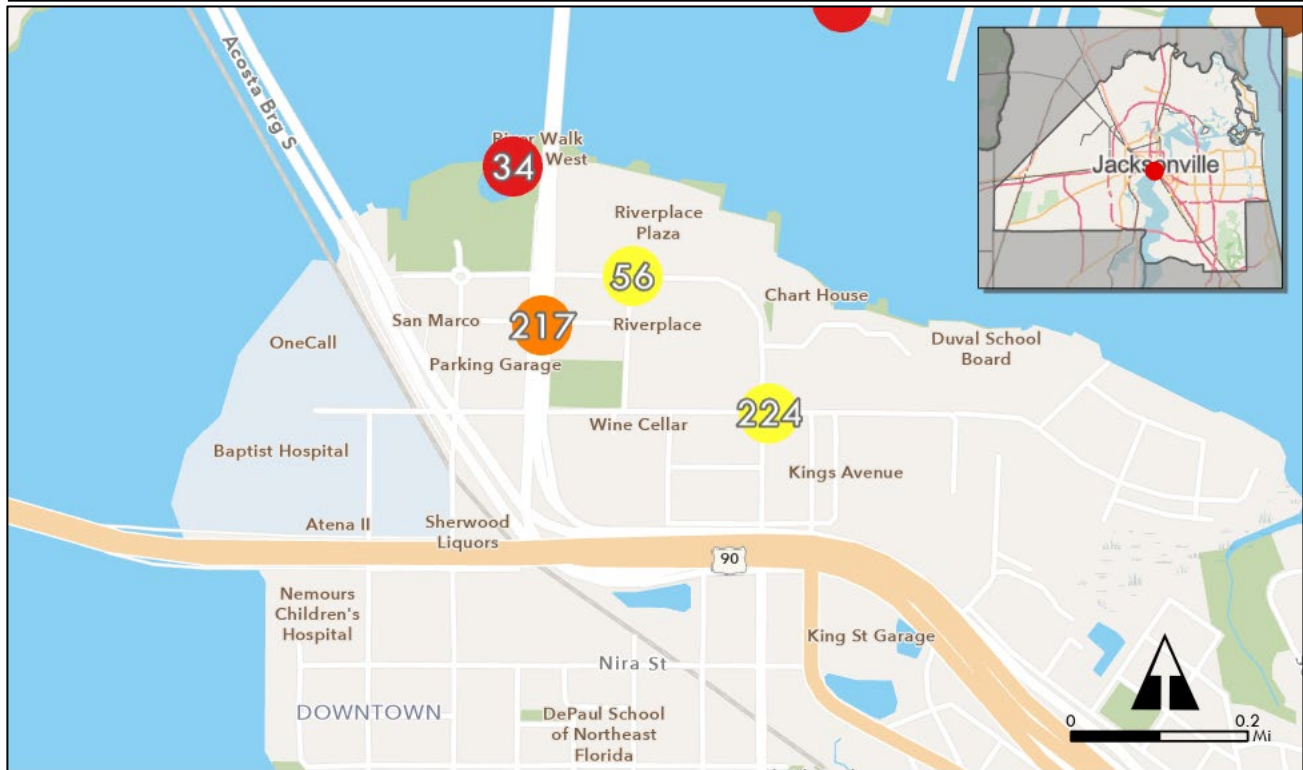 Acosta Brg S
River Walk
West
34
Riverplace
Plaza
56
Chart House
San Marco
217
Riverplace
OneCall
Parking Garage
Duval School
Board
Wine Cellar
224
Baptist Hospital
Kings Avenue
Atena II
Sherwood
Liquors
90
Nemours
Children's
Hospital
King St Garage
Nira St
DOWNTOWN
DePaul School
of Northeast
Florida
Jacksonville
0
0.2
Mi